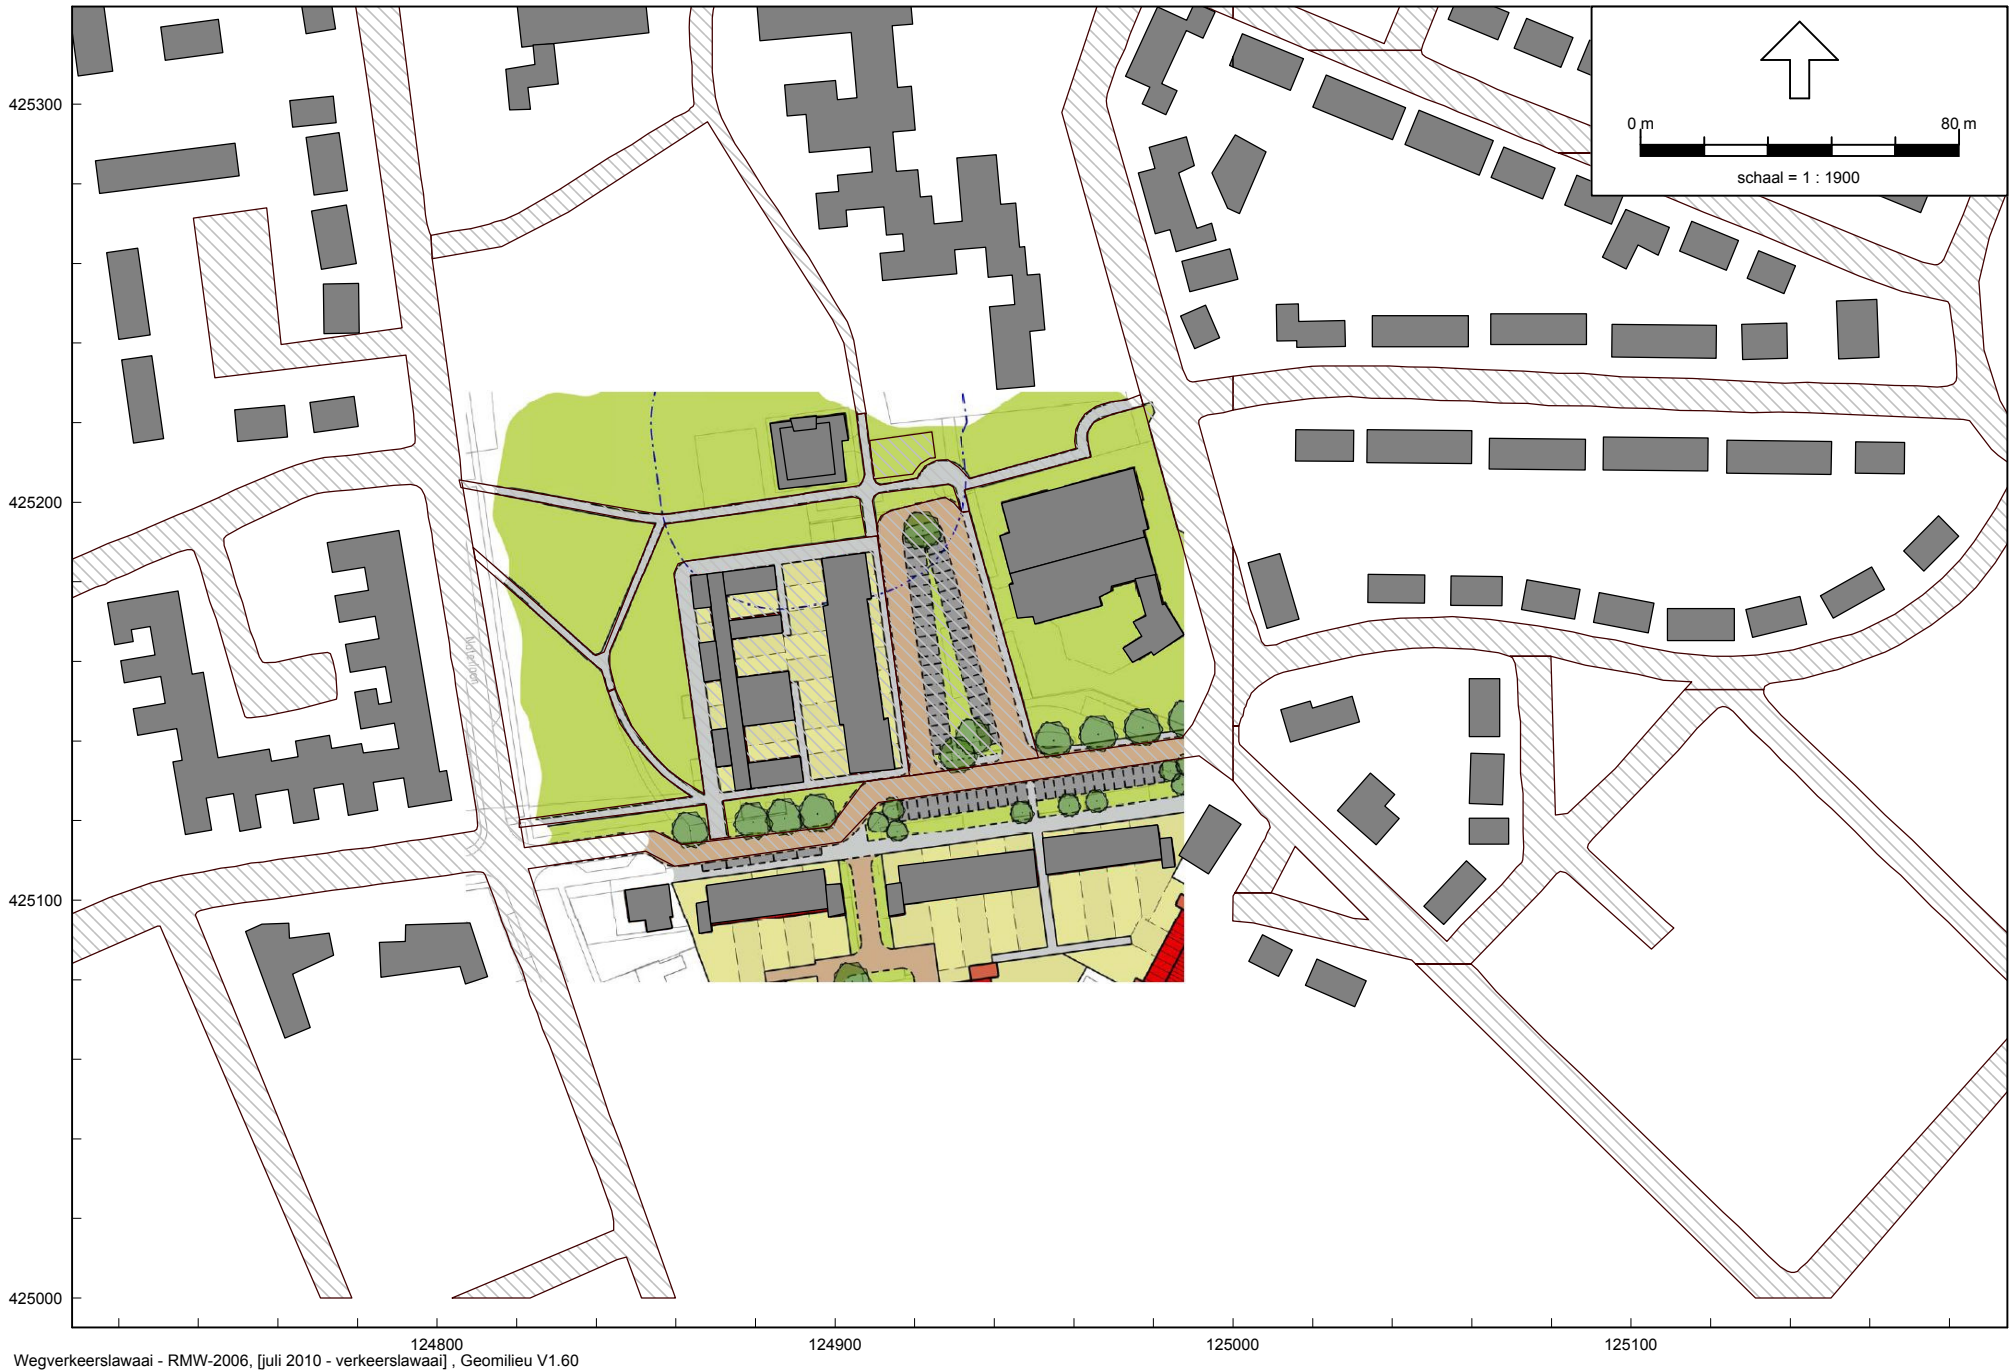 0 m 80 m
schaal = 1 : 1900
425300
425200
425100
425000
124800 124900 125000 125100
Wegverkeerslawaai - RMW-2006, [juli 2010 - verkeerslawaai] , Geomilieu V1.60